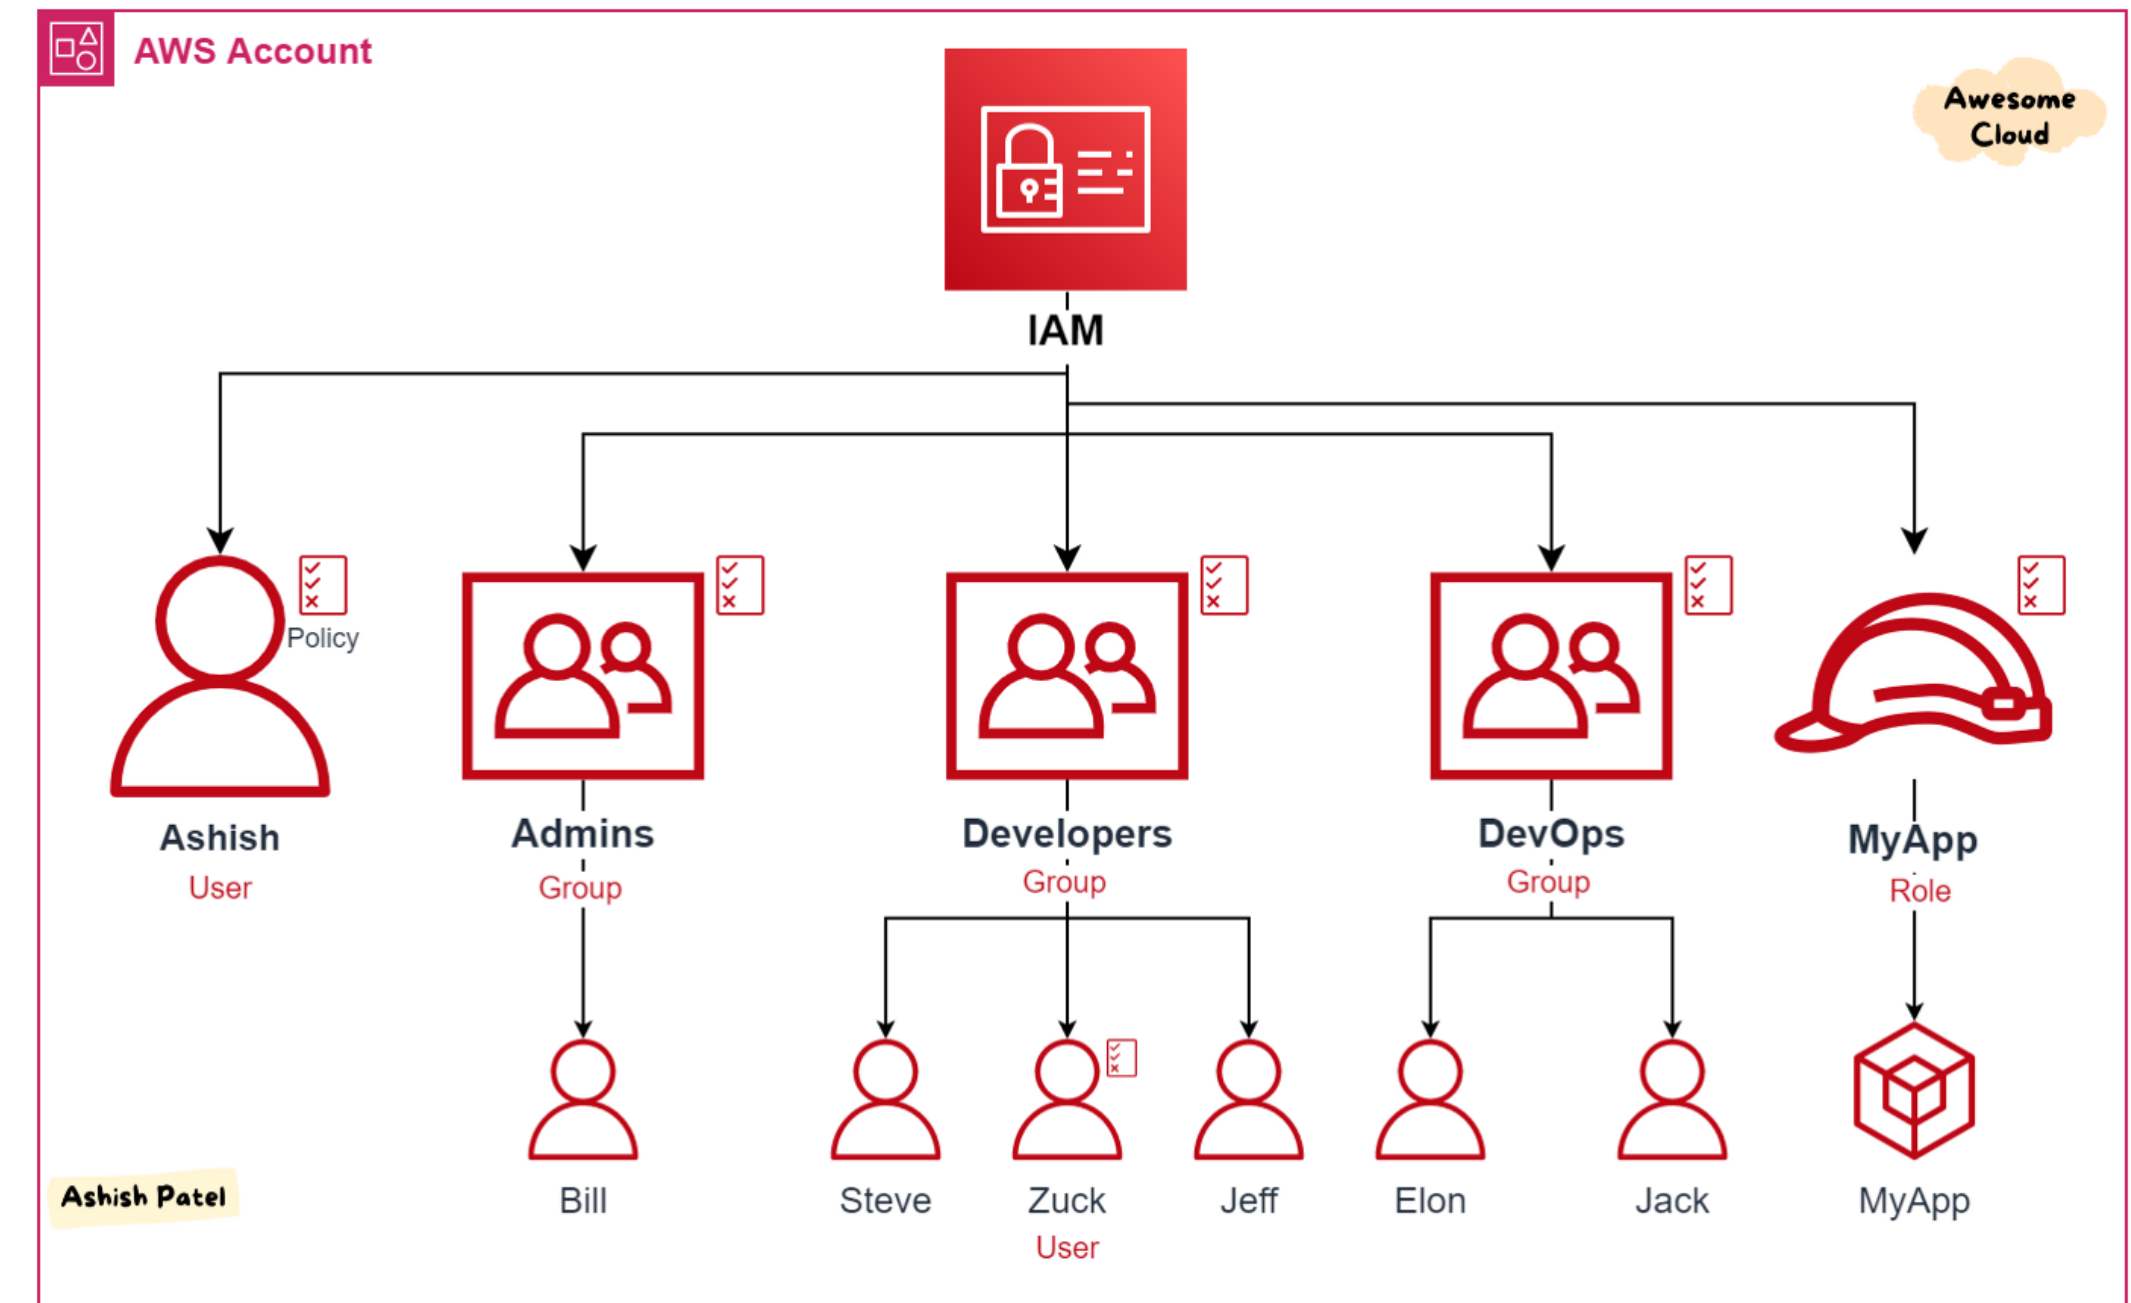 AWS Account
Awesome
Cloud
IAM
Policy
Ashish
User
Admins
Group
Developers
Group
DevOps
Group
MyApp
Role
Bill
Steve
Zuck
User
Jeff
Elon
Jack
MyApp
Ashish Patel